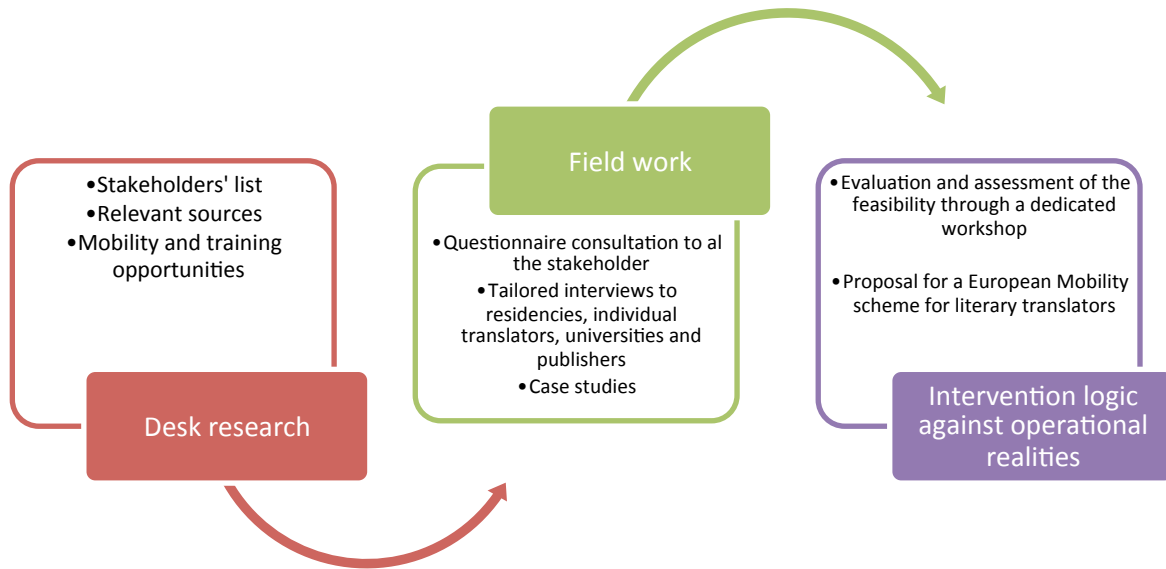 •Stakeholders' list
•Relevant sources
•Mobility and training
opportunities
Desk research
Field work
•Questionnaire consultation to al
the stakeholder
•Tailored interviews to
residencies, individual
translators, universities and
publishers
•Case studies
•Evaluation and assessment of the
feasibility through a dedicated
workshop
•Proposal for a European Mobility
scheme for literary translators
Intervention logic
against operational
realities